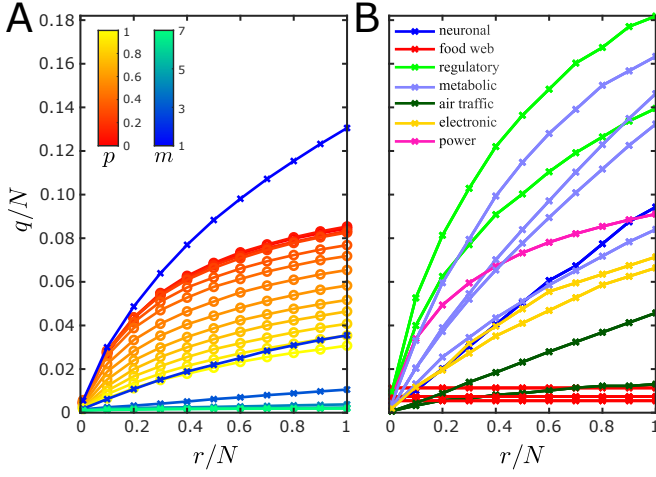 A
B
0.18
0.16
0.14
0.12
0.10
0.08
0.06
0.04
0.02
0
q/N
1
0.8
0.6
0.4
0.2
0
p
7
5
3
1
m
0 0.2 0.4 0.6 0.8 1
r/N
neuronal
food web
regulatory
metabolic
air traffic
electronic
power
0 0.2 0.4 0.6 0.8 1
r/N